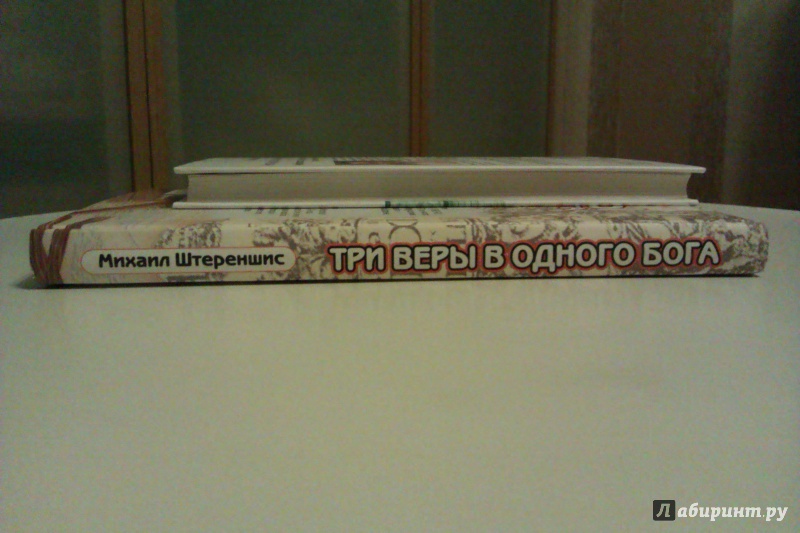 Михаил Штереншис ТРИ ВЕРЫ В ОДНОГО БОГА
Лабиринт.ру